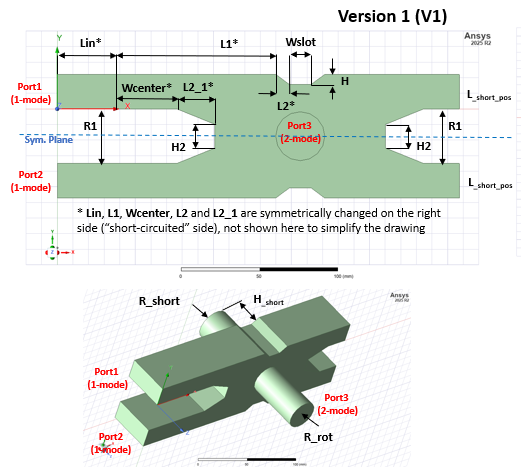 Version 1 (V1)
Ansys
2025 R2
Y
Lin*
L1*
Wslot
H
Port1
(1-mode)
Wcenter*
L2_1*
L2*
L_short_pos
Z
X
R1
Port3
(2-mode)
R1
Sym. Plane
H2
H2
Port2
(1-mode)
L_short_pos
* Lin, L1, Wcenter, L2 and L2_1 are symmetrically changed on the right
side ("short-circuited" side), not shown here to simplify the drawing
0
50
100 (mm)
Ansys
2025 R2
R_short
H_short
Port1
(1-mode)
Port3
(2-mode)
Port2
(1-mode)
R_rot
0
50
100 (mm)